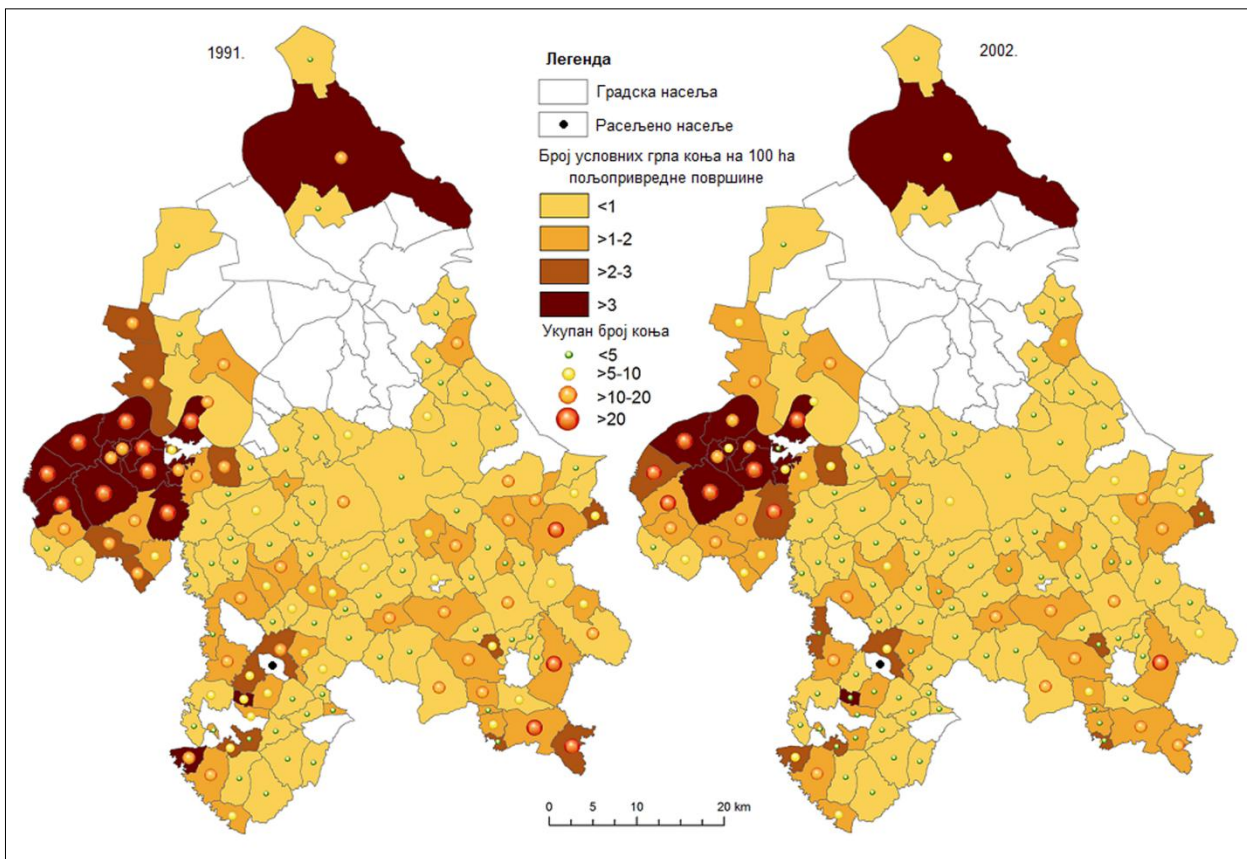 1991.
2002.
Легенда
Градска насеља
Расељено насеље
Број условних грла коња на 100 ha
пољопривредне површине
<1
>1-2
>2-3
>3
Укупан број коња
<5
>5-10
>10-20
>20
0 5 10 20 km